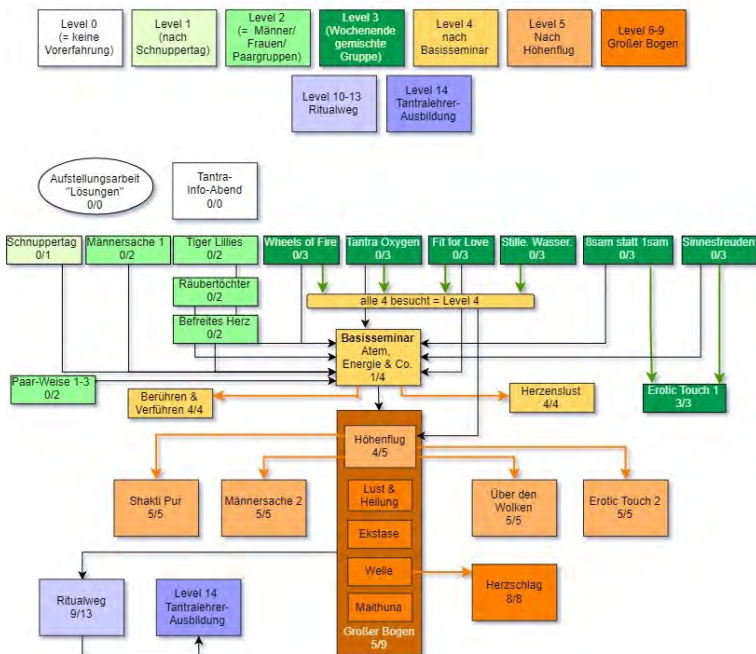 Level 0
(= keine
Vorerfahrung)
Level 1
(nach
Schnuppertag)
Level 2
(= Männer/
Frauen/
Paargruppen)
Level 3
(Wochenende
gemischte
Gruppe)
Level 4
nach
Basisseminar
Level 5
Nach
Höhenflug
Level 6-9
Großer Bogen
Level 10-13
Ritualweg
Level 14
Tantralehrer-
Ausbildung
Aufstellungsarbeit
"Lösungen"
0/0
Tantra-
Info-Abend
0/0
Schnuppertag
0/1
Männersache 1
0/2
Tiger Lillies
0/2
Wheels of Fire
0/3
Tantra Oxygen
0/3
Fit for Love
0/3
Stille. Wasser.
0/3
8sam statt 1sam
0/3
Sinnesfreuden
0/3
Räubertöchter
0/2
Befreites Herz
0/2
alle 4 besucht = Level 4
Basisseminar
Atem,
Energie & Co.
1/4
Paar-Weise 1-3
0/2
Berühren &
Verführen 4/4
Herzenslust
4/4
Erotic Touch 1
3/3
Höhenflug
4/5
Shakti Pur
5/5
Männersache 2
5/5
Über den
Wolken
5/5
Erotic Touch 2
5/5
Lust &
Heilung
Ekstase
Welle
Maithuna
Großer Bogen
5/9
Herzschlag
8/8
Ritualweg
9/13
Level 14
Tantralehrer-
Ausbildung